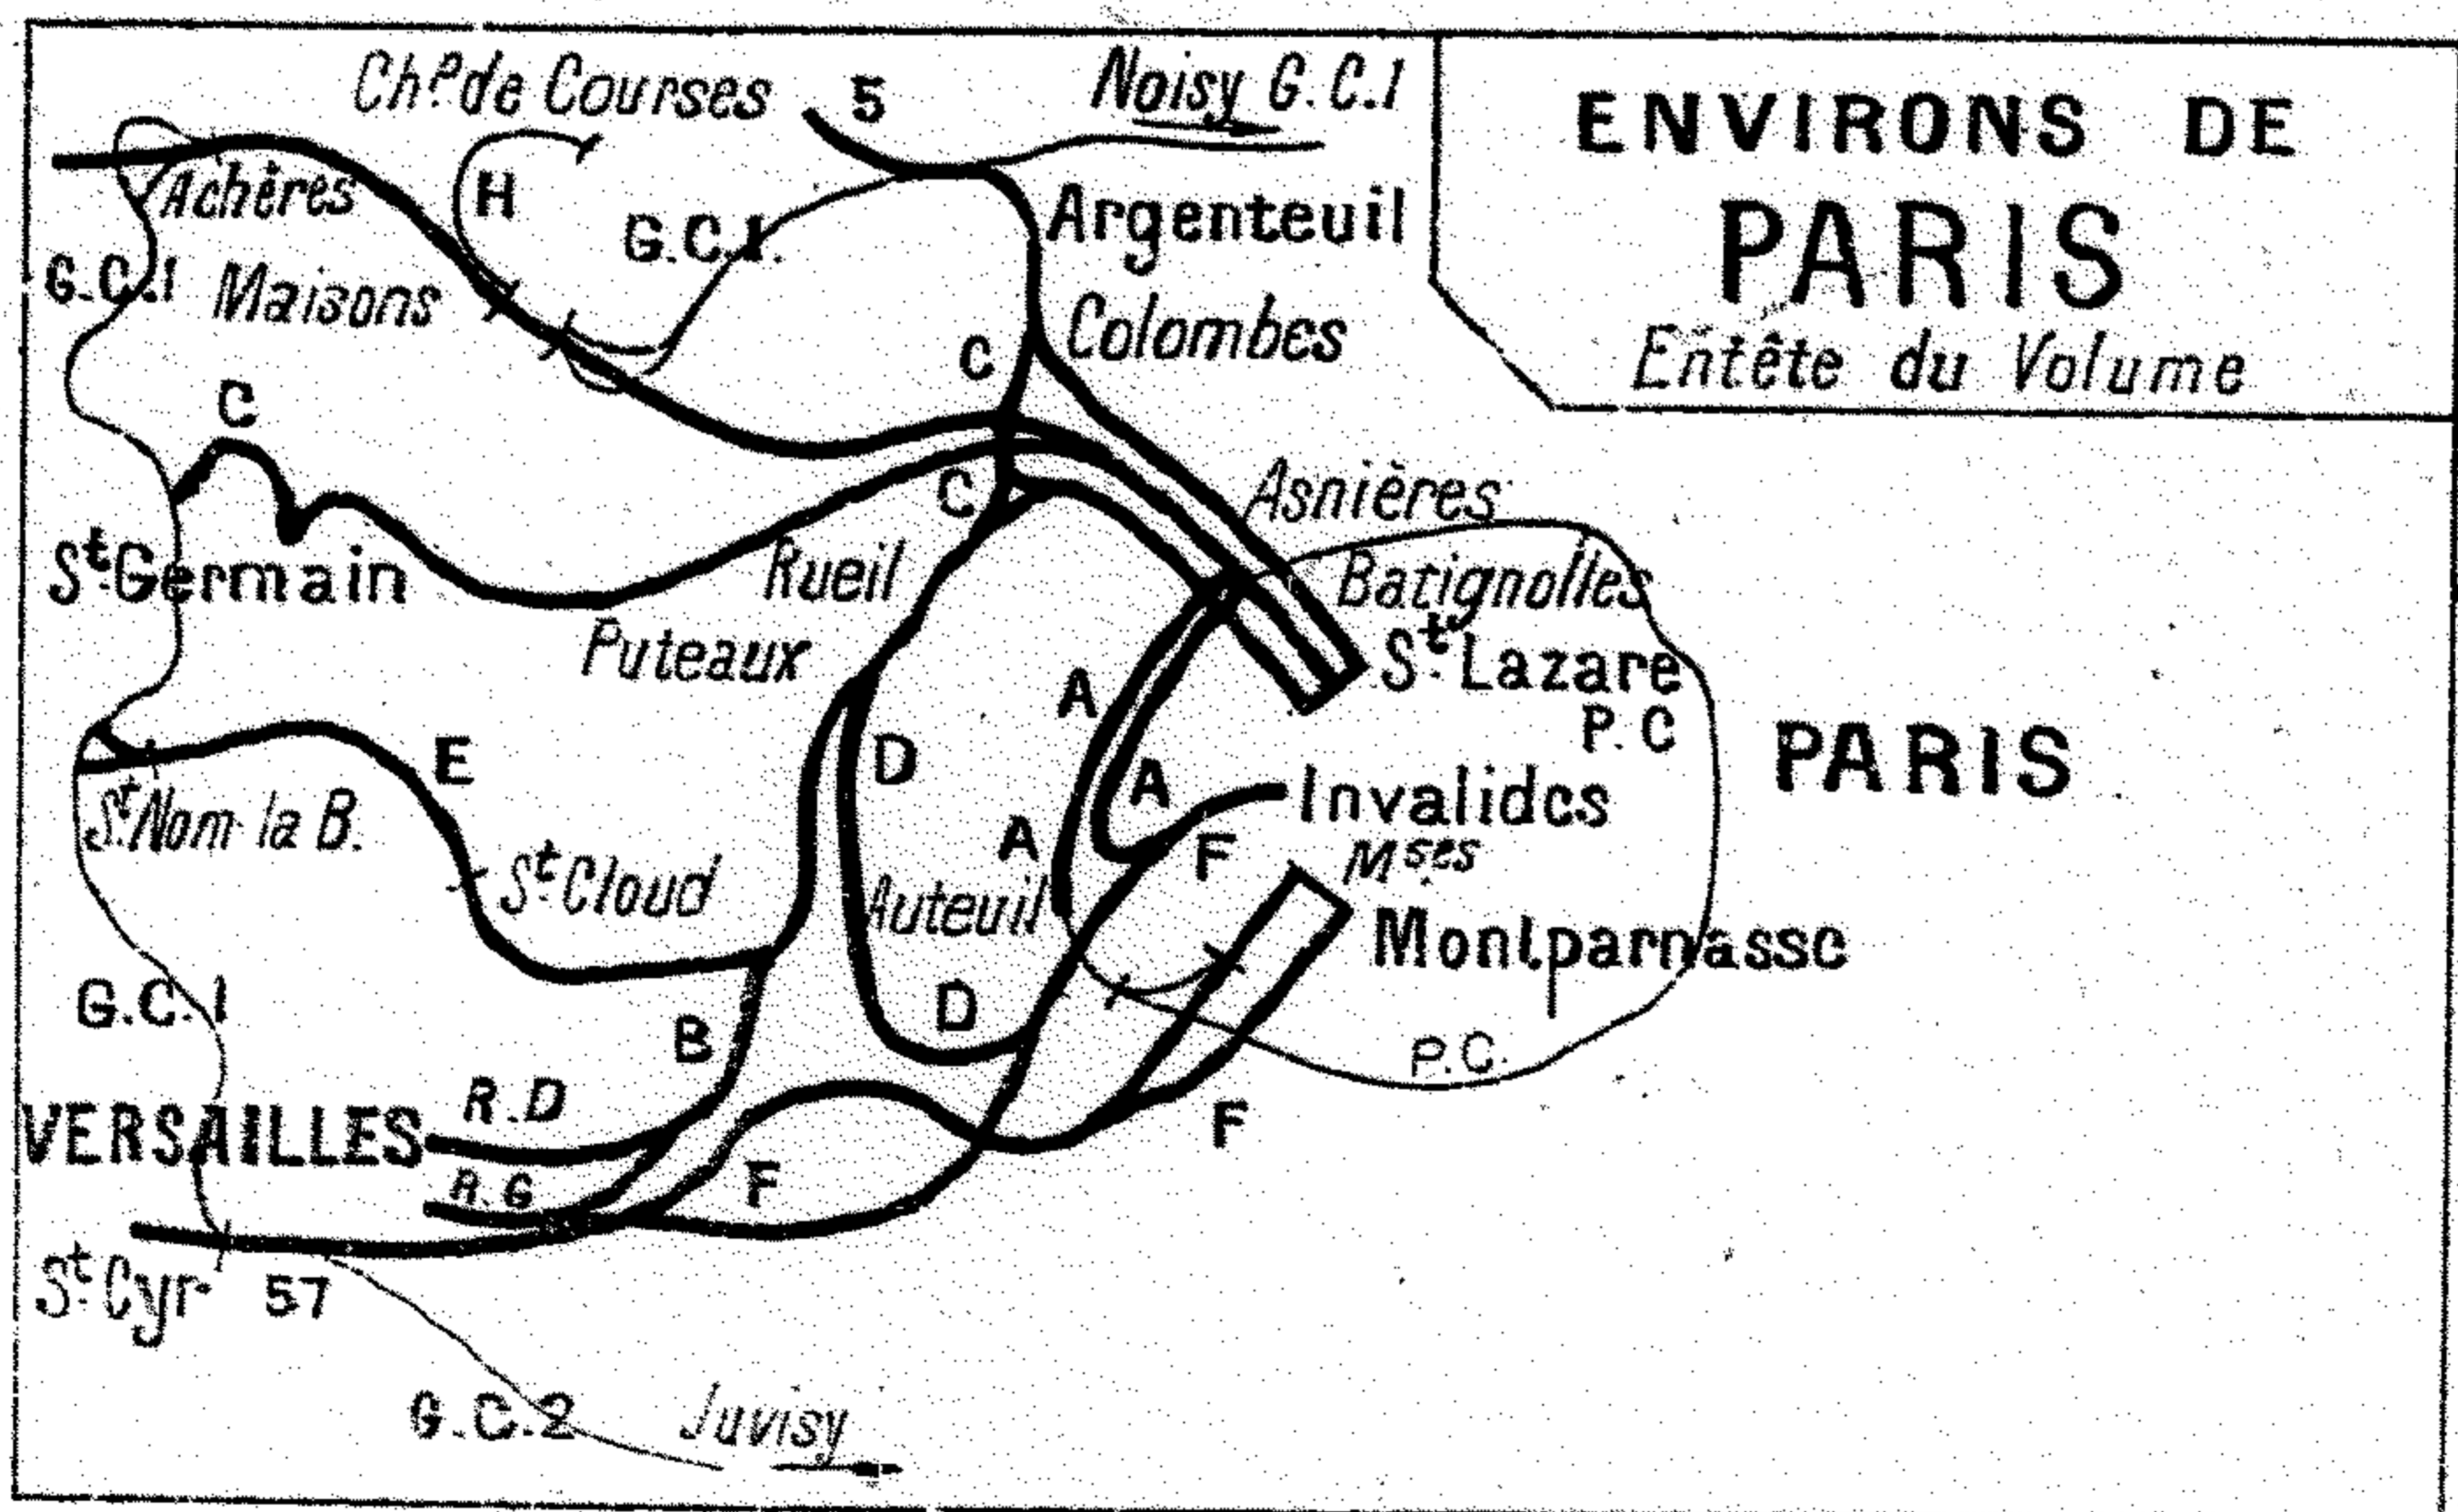 Ch.p de Courses
5
Noisy G.C.1
ENVIRONS DE
PARIS
Entête du Volume
Achères
H
G.C.1.
Argenteuil
G.C.1
Maisons
Colombes
C
C
C
Asnières
St. Germain
Rueil
Batignolles
Puteaux
St. Lazare
P.C
A
E
D
A
PARIS
Invalides
St. Nom la B.
A
F
Mses
St. Cloud
Auteuil
Montparnasse
G.C.1
D
B
P.C.
R.D
VERSAILLES
F
R.G
F
St. Cyr
57
G.C.2
Juvisy